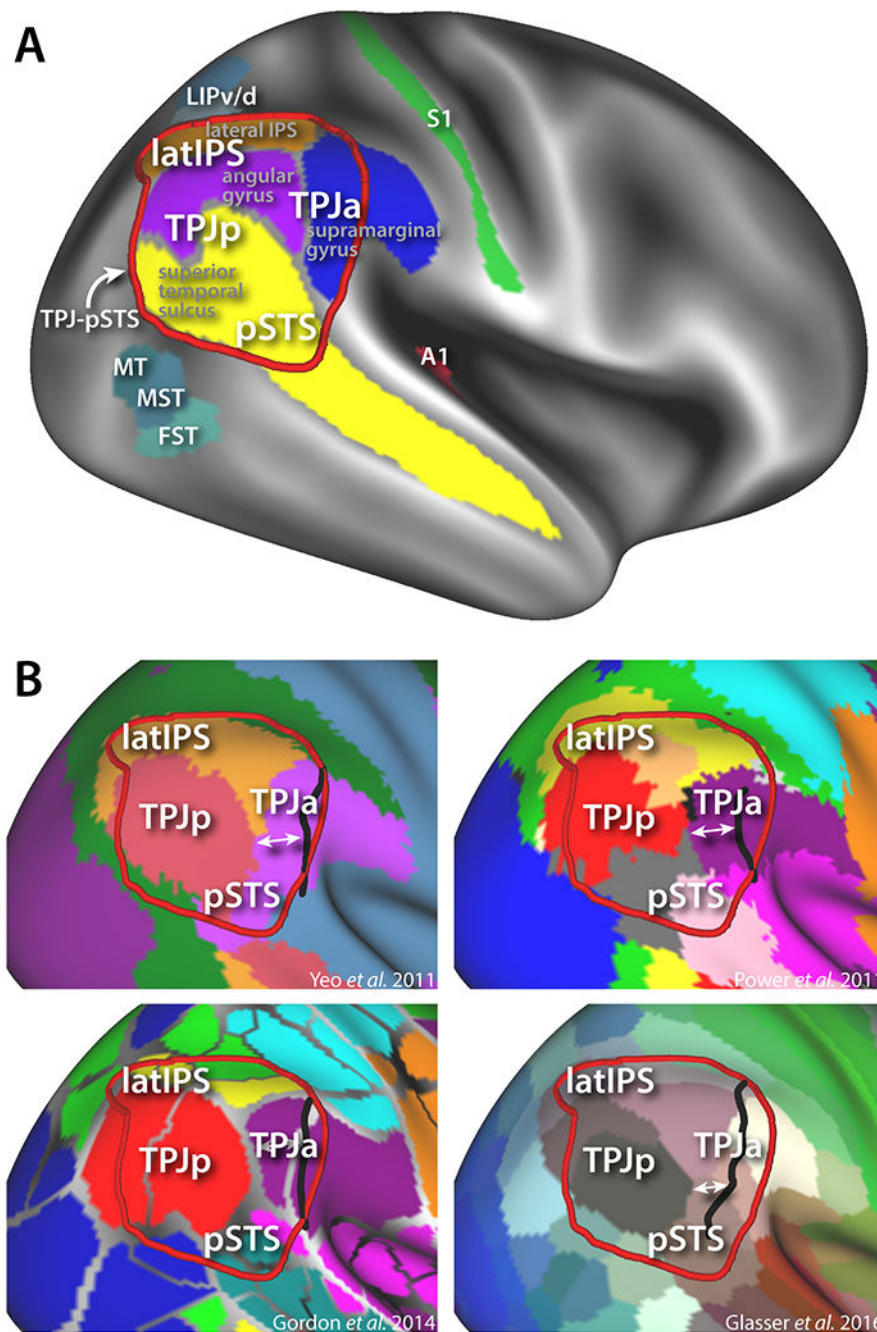 A
LIPv/d
lateral IPS
latIPS
S1
angular
gyrus
TPJa
TPJp
supramarginal
gyrus
superior
temporal
sulcus
TPJ-pSTS
pSTS
A1
MT
MST
FST
B
latIPS
TPJp
TPJa
pSTS
Yeo et al. 2011
latIPS
TPJp
TPJa
pSTS
Power et al. 2011
latIPS
TPJp
TPJa
pSTS
Gordon et al. 2014
latIPS
TPJp
TPJa
pSTS
Glasser et al. 2016